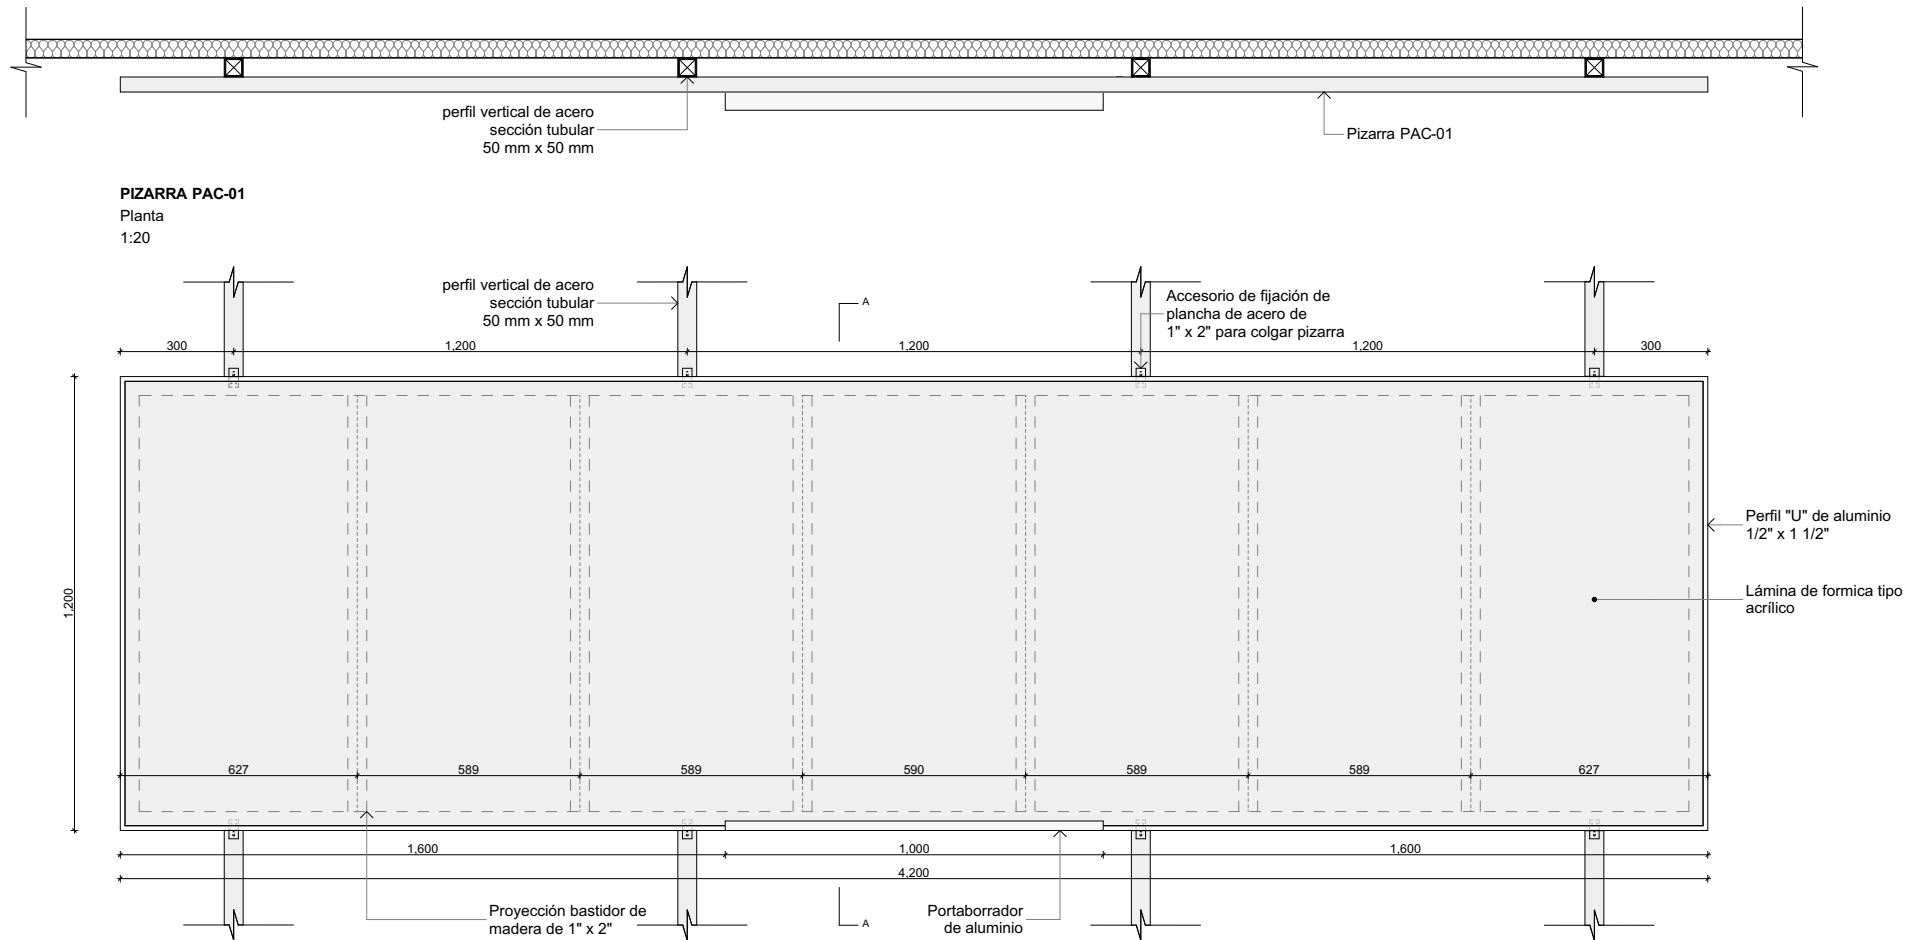 perfil vertical de acero
sección tubular
50 mm x 50 mm
Pizarra PAC-01
PIZARRA PAC-01
Planta
1:20
perfil vertical de acero
sección tubular
50 mm x 50 mm
A
Accesorio de fijación de
plancha de acero de
1" x 2" para colgar pizarra
300
1,200
1,200
1,200
300
Perfil "U" de aluminio
1/2" x 1 1/2"
1,200
Lámina de formica tipo
acrílico
627
589
589
590
589
589
627
1,600
1,000
1,600
4,200
Proyección bastidor de
madera de 1" x 2"
A
Portaborrador
de aluminio